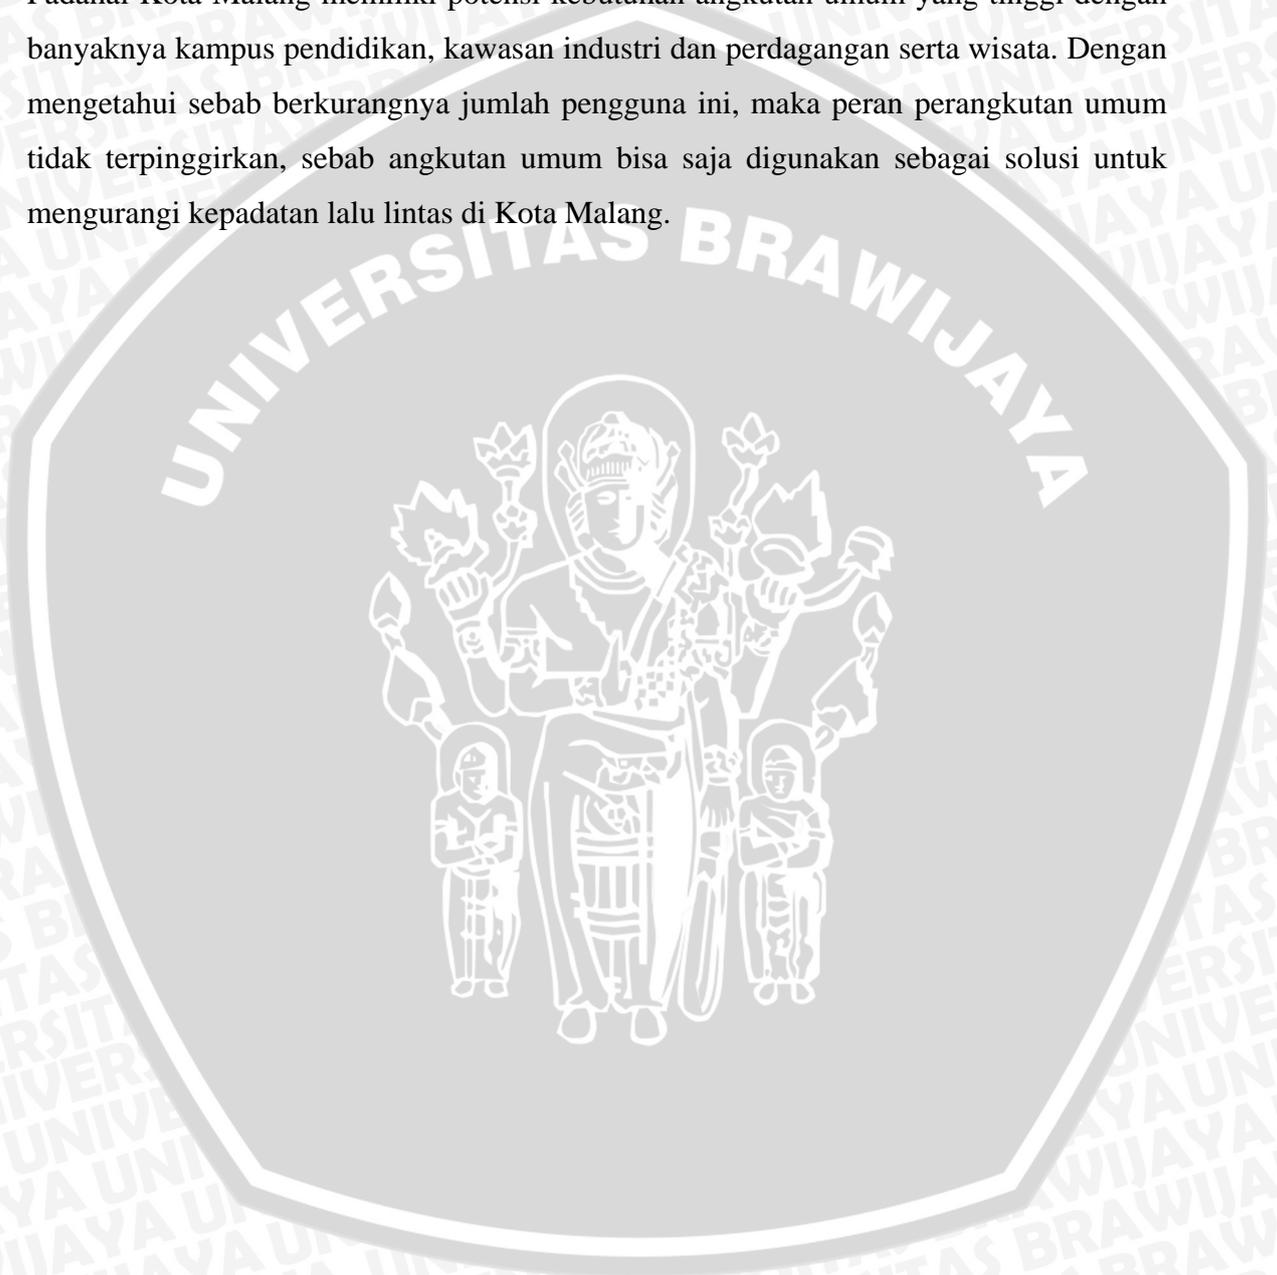 Padahal Kota Malang memiliki potensi kebutuhan angkutan umum yang tinggi dengan
banyaknya kampus pendidikan, kawasan industri dan perdagangan serta wisata. Dengan
mengetahui sebab berkurangnya jumlah pengguna ini, maka peran perangkutan umum
tidak terpinggirkan, sebab angkutan umum bisa saja digunakan sebagai solusi untuk
mengurangi kepadatan lalu lintas di Kota Malang.
UNIVERSITAS BRAWIJAYA